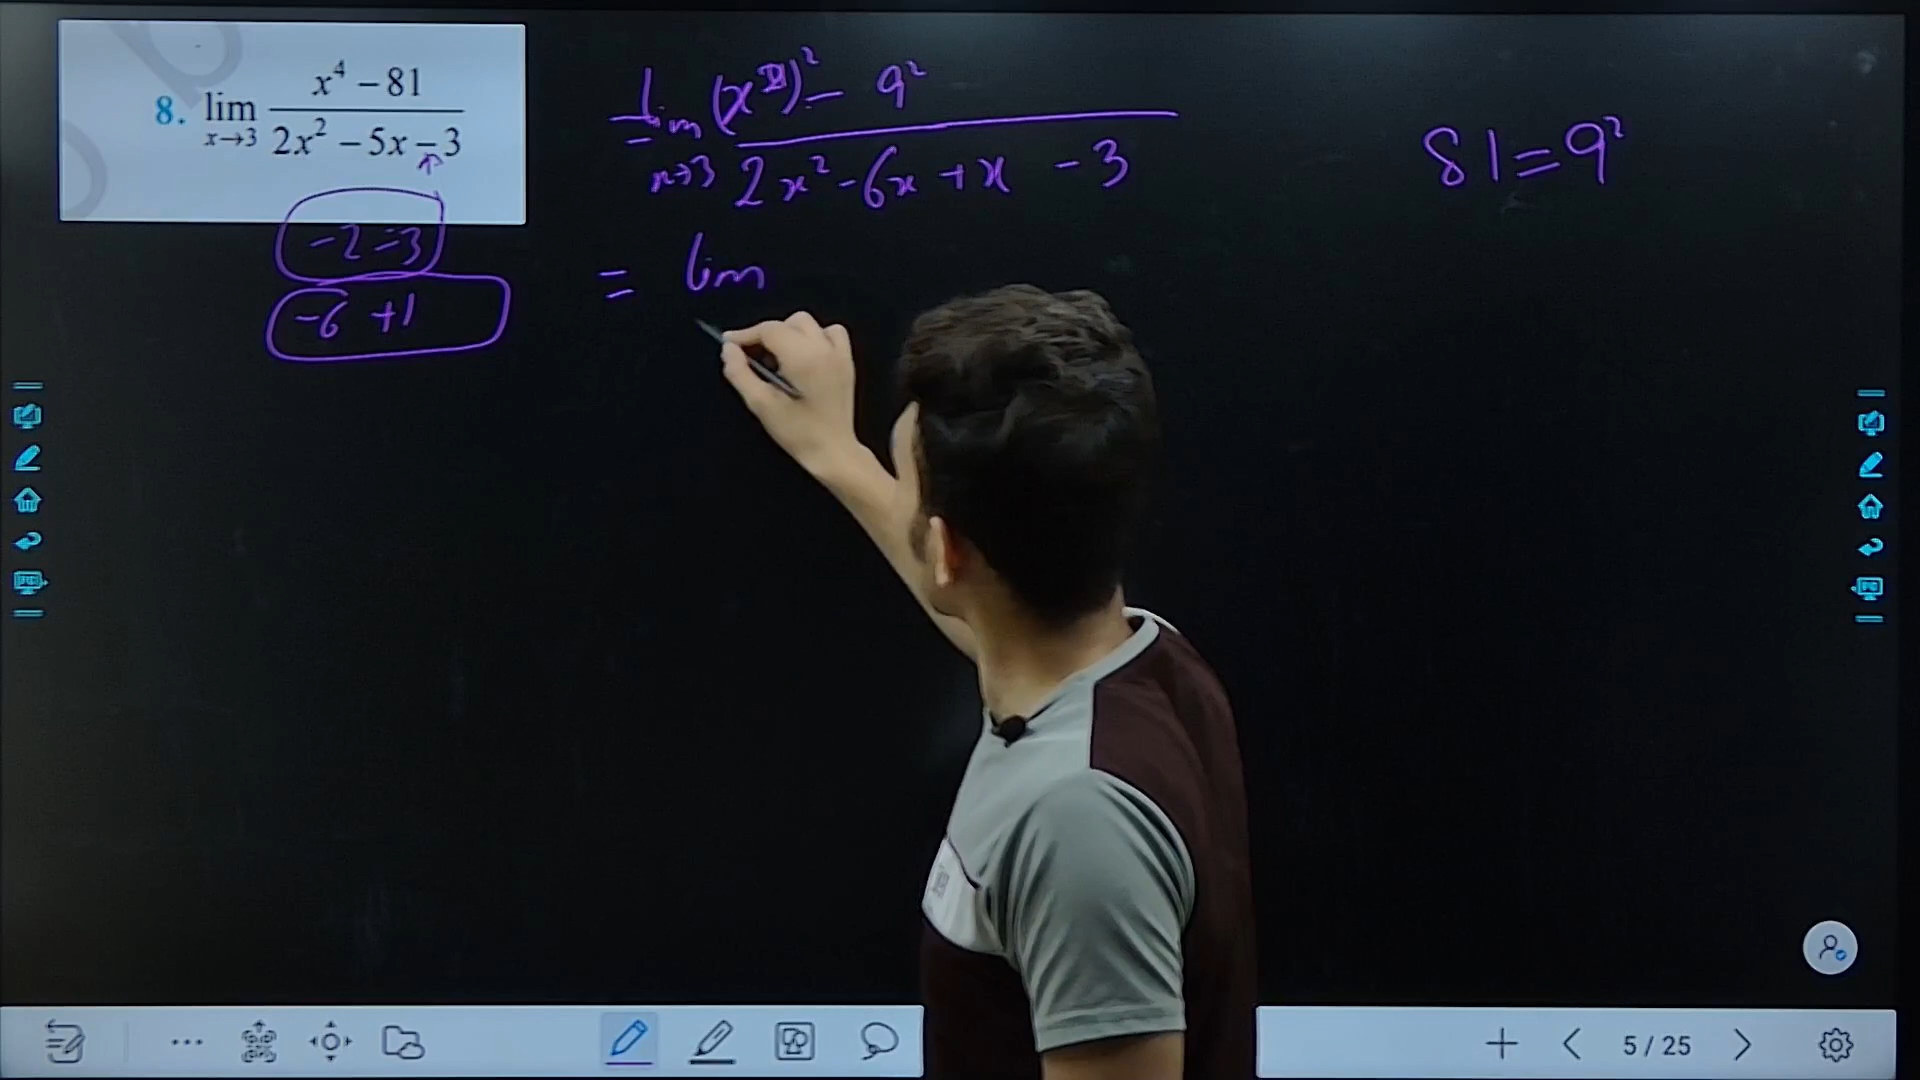 8. lim x→3 (x⁴ – 81)/(2x² – 5x – 3)
–2 –3
–6 +1
= lim n→3 ((x²)² – 9²)/(2x² – 6x + x – 3)
= lim
81 = 9²
5 / 25